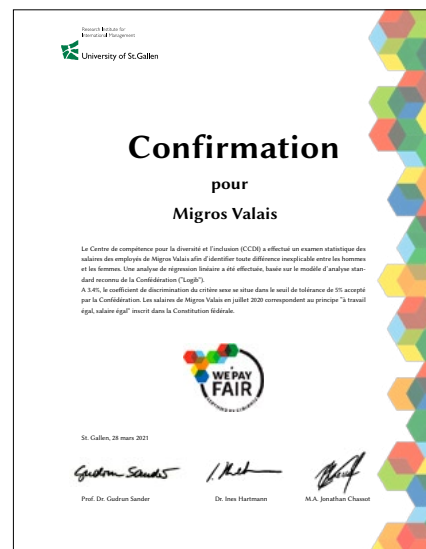 Research Institute for
International Management
University of St.Gallen
Confirmation
pour
Migros Valais
Le Centre de compétence pour la diversité et l'inclusion (CCDI) a effectué un examen statistique des
salaires des employés de Migros Valais afin d'identifier toute différence inexplicable entre les hommes
et les femmes. Une analyse de régression linéaire a été effectuée, basée sur le modèle d'analyse stan-
dard reconnu de la Confédération ("Logib").
A 3.4%, le coefficient de discrimination du critère sexe se situe dans le seuil de tolérance de 5% accepté
par la Confédération. Les salaires de Migros Valais en juillet 2020 correspondent au principe "à travail
égal, salaire égal" inscrit dans la Constitution fédérale.
WE PAY
FAIR
St. Gallen, 28 mars 2021
Gudrun Sander
Prof. Dr. Gudrun Sander
Dr. Ines Hartmann
M.A. Jonathan Chassot